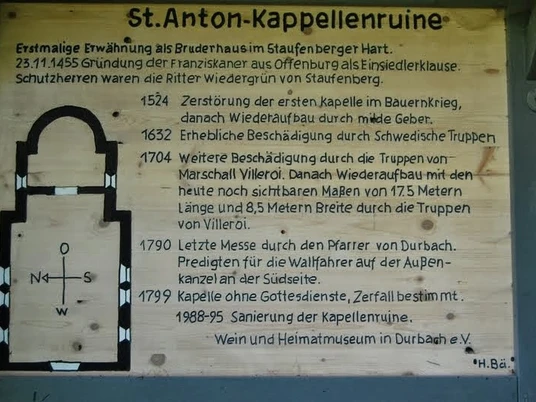 St.Anton-Kappellenruine
Erstmalige Erwähnung als Bruderhaus im Staufenberger Hart.
23.11.1455 Gründung der Franziskaner aus Offenburg als Einsiedlerklause.
Schutzherren waren die Ritter Wiedergrün von Staufenberg.
1524 Zerstörung der ersten Kapelle im Bauernkrieg,
danach Wiederaufbau durch milde Geber.
1632 Erhebliche Beschädigung durch Schwedische Truppen
1704 Weitere Beschädigung durch die Truppen von
Marschall Villeroi. Danach Wiederaufbau mit den
heute noch sichtbaren Maßen von 17.5 Metern
Länge und 8,5 Metern Breite durch die Truppen
von Villeroi.
1790 Letzte Messe durch den Pfarrer von Durbach.
Predigten für die Wallfahrer auf der Außen-
kanzel an der Südseite.
1799 Kapelle ohne Gottesdienste, Zerfall bestimmt.
1988-95 Sanierung der Kapellenruine.
Wein und Heimatmuseum in Durbach e.V.
H.Bä.
O
N S
W